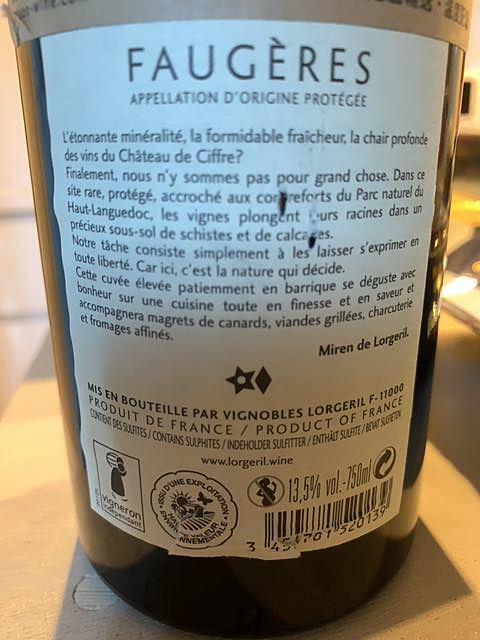 FAUGÈRES
APPELLATION D'ORIGINE PROTÉGÉE
L'étonnante minéralité, la formidable fraîcheur, la chair profonde
des vins du Château de Ciffre?
Finalement, nous n'y sommes pas pour grand chose. Dans ce
site rare, protégé, accroché aux contreforts du Parc naturel du
Haut-Languedoc, les vignes plongent leurs racines dans un
précieux sous-sol de schistes et de calcaires.
Notre tâche consiste simplement à les laisser s'exprimer en
toute liberté. Car ici, c'est la nature qui décide.
Cette cuvée élevée patiemment en barrique se déguste avec
bonheur sur une cuisine toute en finesse et en saveur et
accompagnera magrets de canards, viandes grillées, charcuterie
et fromages affinés.
Miren de Lorgeril.
MIS EN BOUTEILLE PAR VIGNOBLES LORGERIL F-11000
PRODUIT DE FRANCE / PRODUCT OF FRANCE
CONTIENT DES SULFITES / CONTAINS SULPHITES / INDEHOLDER SULFITTER / ENTHÄLT SULFITE / BEVAT SULFIETEN
www.lorgeril.wine
vigneron
indépendant
ISSU D'UNE EXPLOITATION
13,5% vol.-750ml